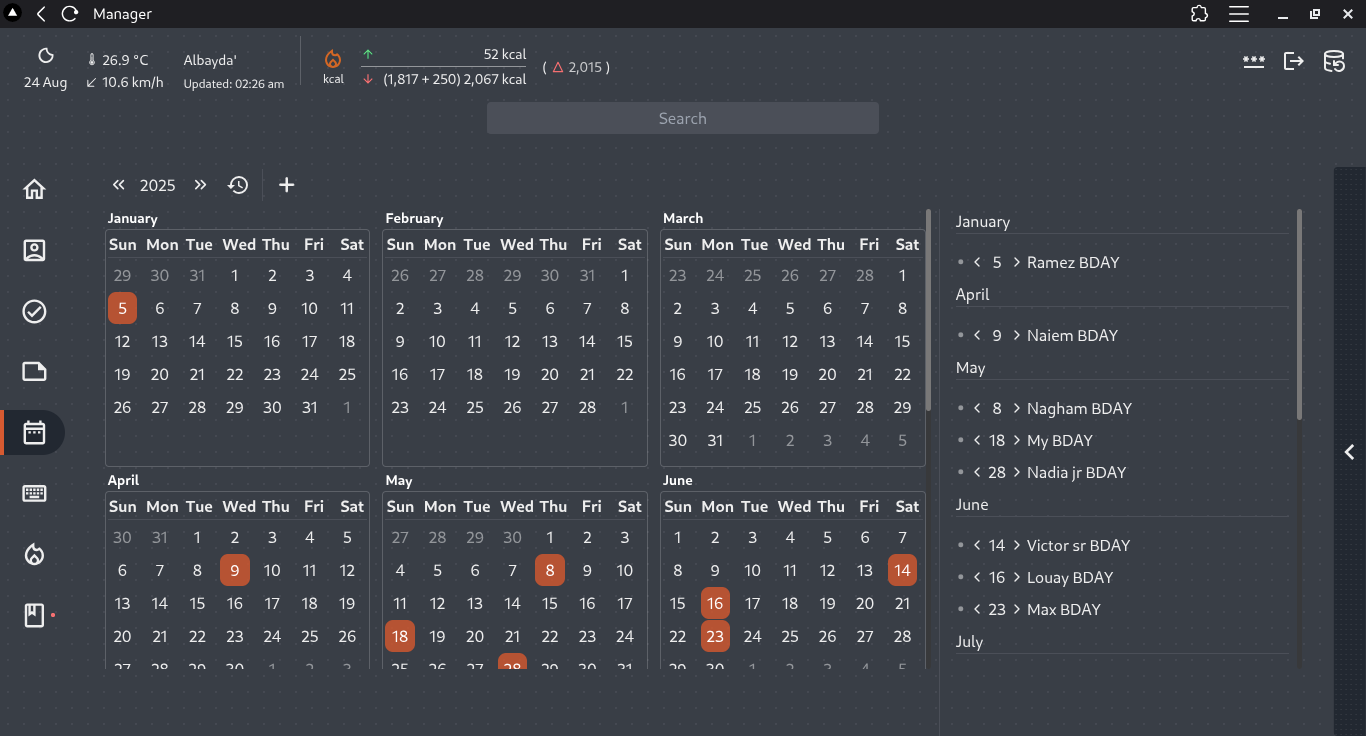 Manager
24 Aug
26.9 °C
10.6 km/h
Albayda'
Updated: 02:26 am
kcal
52 kcal
(1,817 + 250) 2,067 kcal
( △ 2,015 )
***
Search
2025
January
Sun Mon Tue Wed Thu Fri Sat
29 30 31 1 2 3 4
5 6 7 8 9 10 11
12 13 14 15 16 17 18
19 20 21 22 23 24 25
26 27 28 29 30 31 1
February
Sun Mon Tue Wed Thu Fri Sat
26 27 28 29 30 31 1
2 3 4 5 6 7 8
9 10 11 12 13 14 15
16 17 18 19 20 21 22
23 24 25 26 27 28 1
March
Sun Mon Tue Wed Thu Fri Sat
23 24 25 26 27 28 1
2 3 4 5 6 7 8
9 10 11 12 13 14 15
16 17 18 19 20 21 22
23 24 25 26 27 28 29
30 31 1 2 3 4 5
April
Sun Mon Tue Wed Thu Fri Sat
30 31 1 2 3 4 5
6 7 8 9 10 11 12
13 14 15 16 17 18 19
20 21 22 23 24 25 26
27 28 29 30 1 2 3
May
Sun Mon Tue Wed Thu Fri Sat
27 28 29 30 1 2 3
4 5 6 7 8 9 10
11 12 13 14 15 16 17
18 19 20 21 22 23 24
25 26 27 28 29 30 31
June
Sun Mon Tue Wed Thu Fri Sat
1 2 3 4 5 6 7
8 9 10 11 12 13 14
15 16 17 18 19 20 21
22 23 24 25 26 27 28
29 30 1 2 3 4 5
January
• < 5 > Ramez BDAY
April
• < 9 > Naiem BDAY
May
• < 8 > Nagham BDAY
• < 18 > My BDAY
• < 28 > Nadia jr BDAY
June
• < 14 > Victor sr BDAY
• < 16 > Louay BDAY
• < 23 > Max BDAY
July